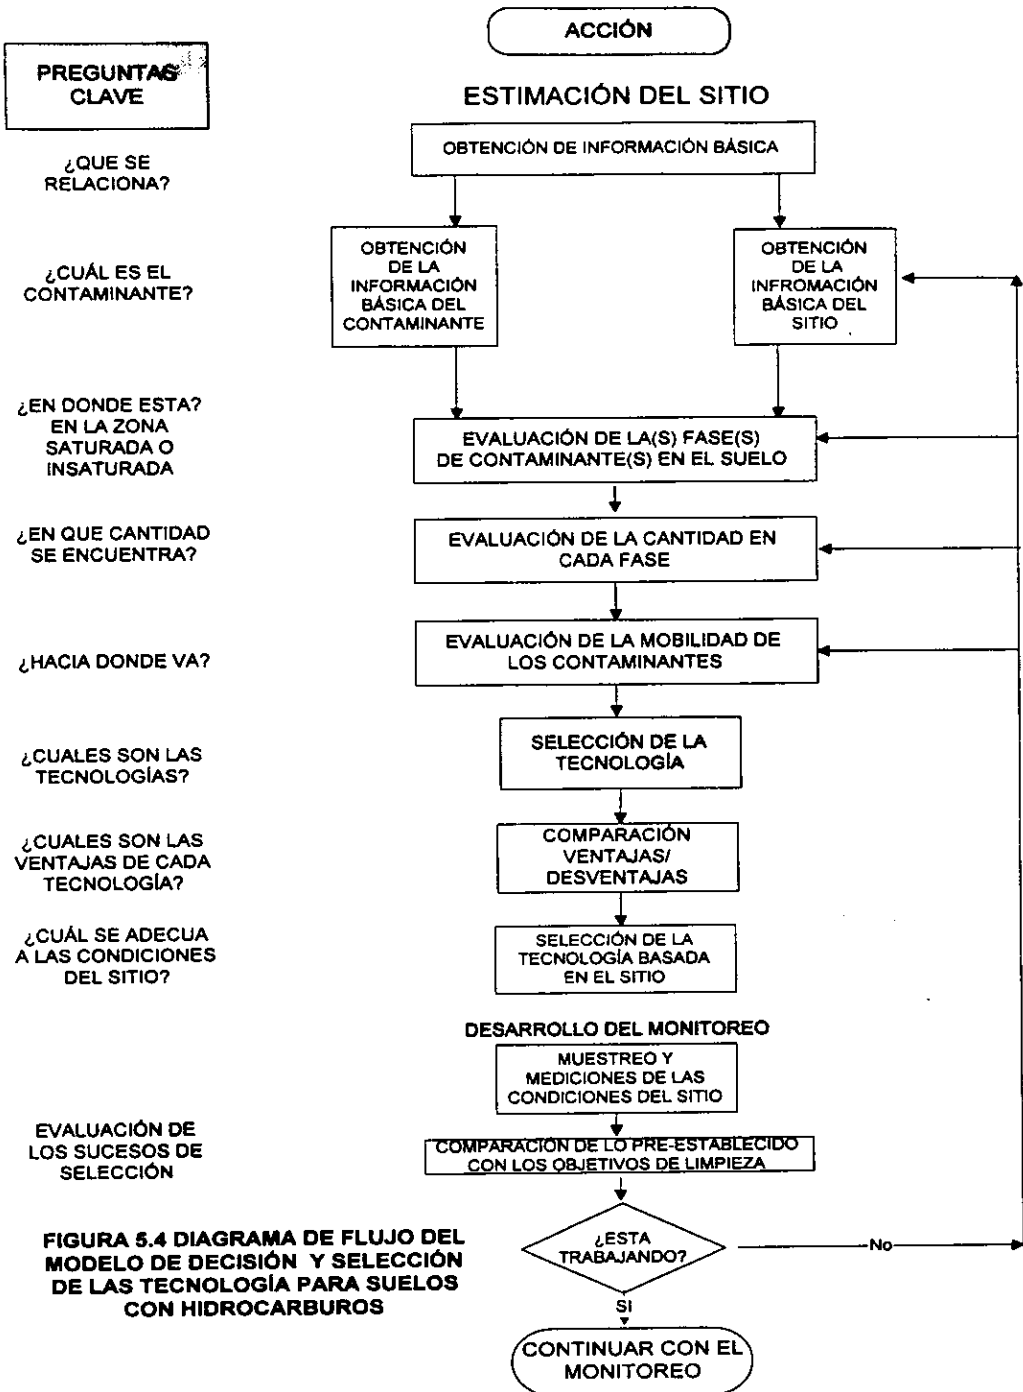 ACCIÓN
PREGUNTAS
CLAVE
ESTIMACIÓN DEL SITIO
OBTENCIÓN DE INFORMACIÓN BÁSICA
¿QUE SE
RELACIONA?
¿CUÁL ES EL
CONTAMINANTE?
OBTENCIÓN
DE LA
INFORMACIÓN
BÁSICA DEL
CONTAMINANTE
OBTENCIÓN
DE LA
INFROMACIÓN
BÁSICA DEL
SITIO
¿EN DONDE ESTA?
EN LA ZONA
SATURADA O
INSATURADA
EVALUACIÓN DE LA(S) FASE(S)
DE CONTAMINANTE(S) EN EL SUELO
¿EN QUE CANTIDAD
SE ENCUENTRA?
EVALUACIÓN DE LA CANTIDAD EN
CADA FASE
¿HACIA DONDE VA?
EVALUACIÓN DE LA MOBILIDAD DE
LOS CONTAMINANTES
¿CUALES SON LAS
TECNOLOGÍAS?
SELECCIÓN DE LA
TECNOLOGÍA
¿CUALES SON LAS
VENTAJAS DE CADA
TECNOLOGÍA?
COMPARACIÓN
VENTAJAS/
DESVENTAJAS
¿CUÁL SE ADECUA
A LAS CONDICIONES
DEL SITIO?
SELECCIÓN DE LA
TECNOLOGÍA BASADA
EN EL SITIO
DESARROLLO DEL MONITOREO
MUESTREO Y
MEDICIONES DE LAS
CONDICIONES DEL SITIO
EVALUACIÓN DE
LOS SUCESOS DE
SELECCIÓN
COMPARACIÓN DE LO PRE-ESTABLECIDO
CON LOS OBJETIVOS DE LIMPIEZA
¿ESTA
TRABAJANDO?
No
SI
CONTINUAR CON EL
MONITOREO
FIGURA 5.4 DIAGRAMA DE FLUJO DEL
MODELO DE DECISIÓN Y SELECCIÓN
DE LAS TECNOLOGÍA PARA SUELOS
CON HIDROCARBUROS